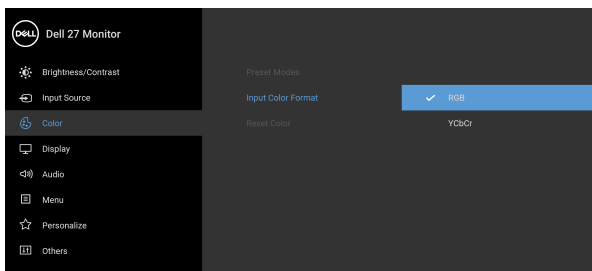 DELL Dell 27 Monitor
Brightness/Contrast
Preset Modes
Input Source
Input Color Format
RGB
Color
Reset Color
YCbCr
Display
Audio
Menu
Personalize
Others